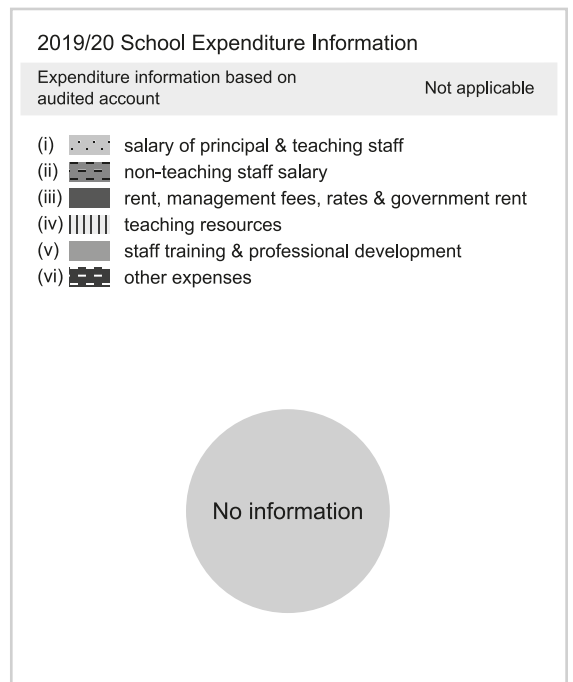 2019/20 School Expenditure Information
Expenditure information based on
audited account
Not applicable
(i) salary of principal & teaching staff
(ii) non-teaching staff salary
(iii) rent, management fees, rates & government rent
(iv) teaching resources
(v) staff training & professional development
(vi) other expenses
No information